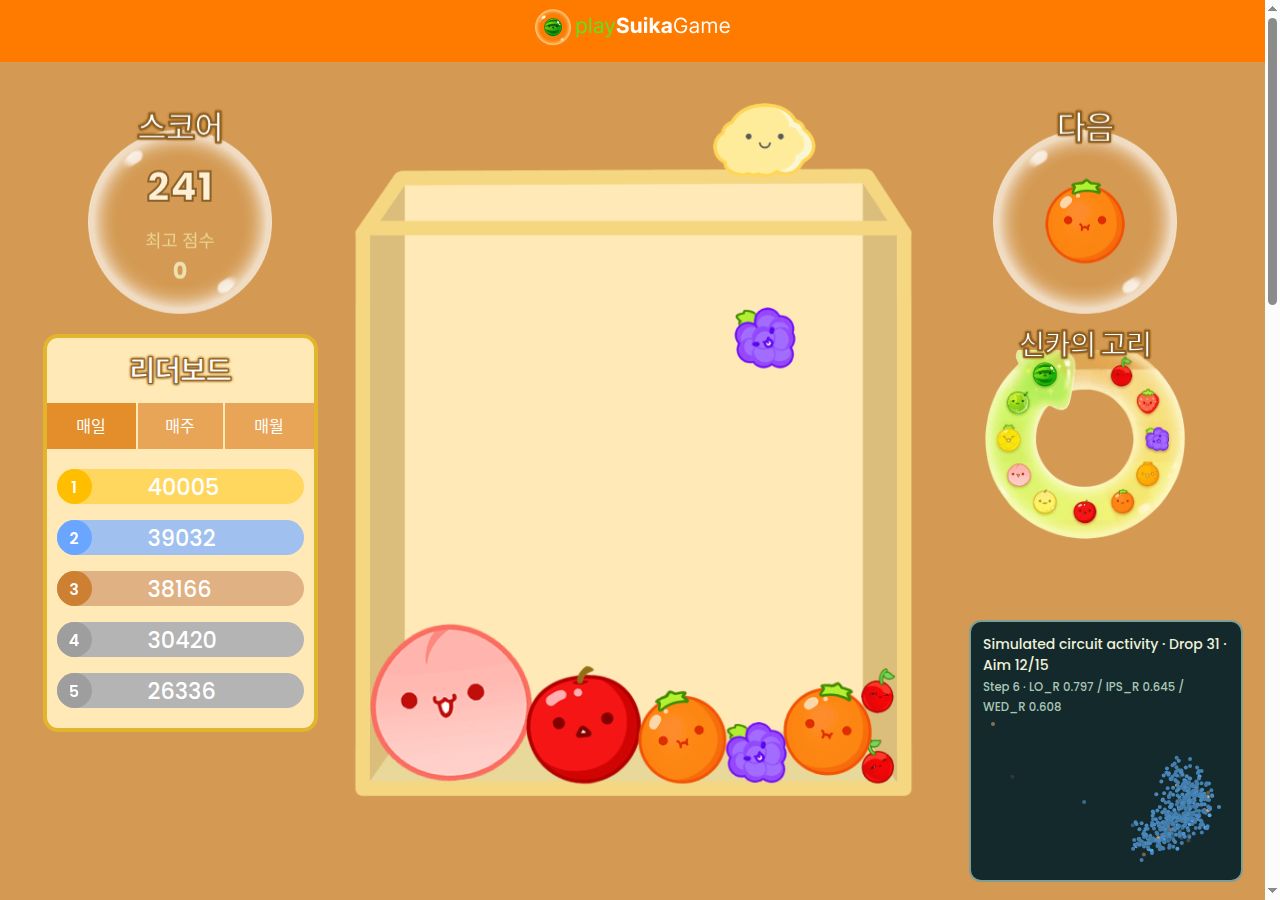 playSuikaGame
스코어
241
최고 점수
0
다음
리더보드
매일 매주 매월
1 40005
2 39032
3 38166
4 30420
5 26336
신카의 고리
Simulated circuit activity · Drop 31 ·
Aim 12/15
Step 6 · LO_R 0.797 / IPS_R 0.645 /
WED_R 0.608